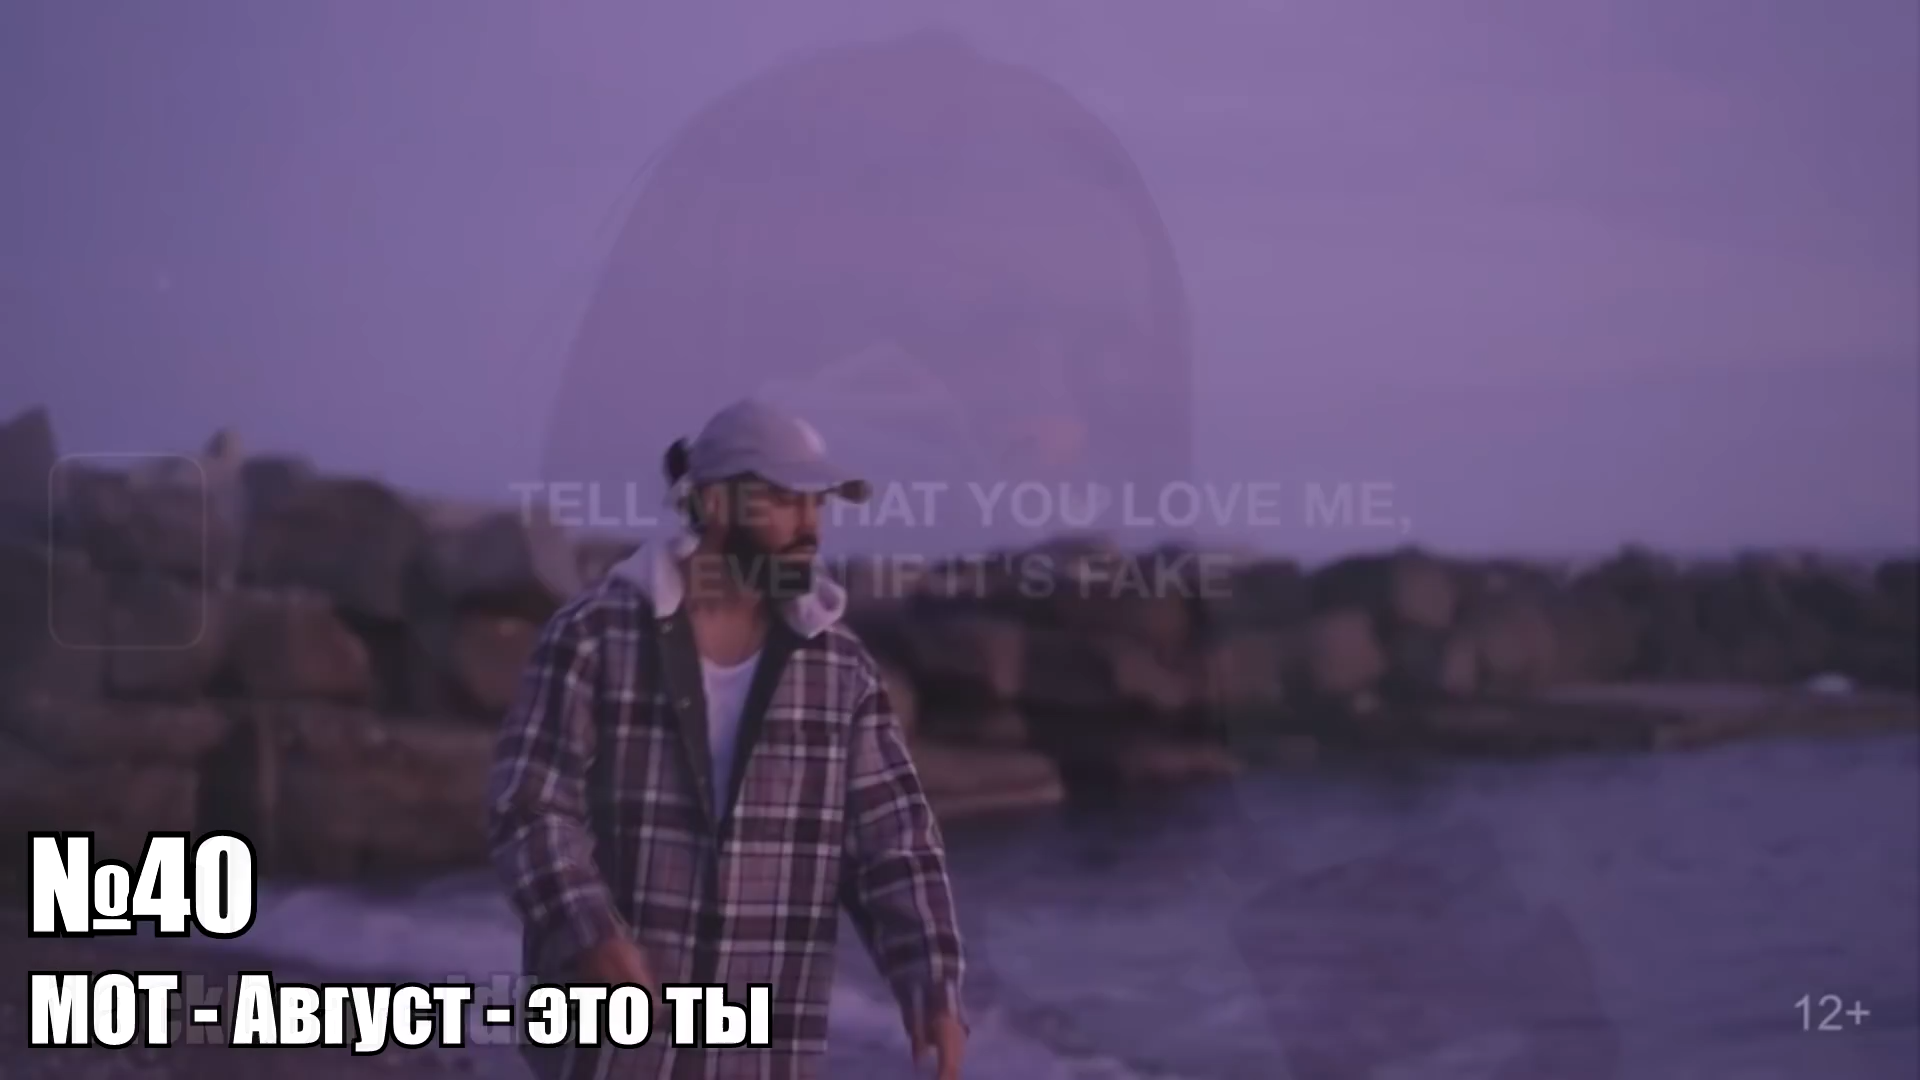 TELL ME THAT YOU LOVE ME,
EVEN IF IT'S FAKE
№40
МОТ - Август - это ты
12+